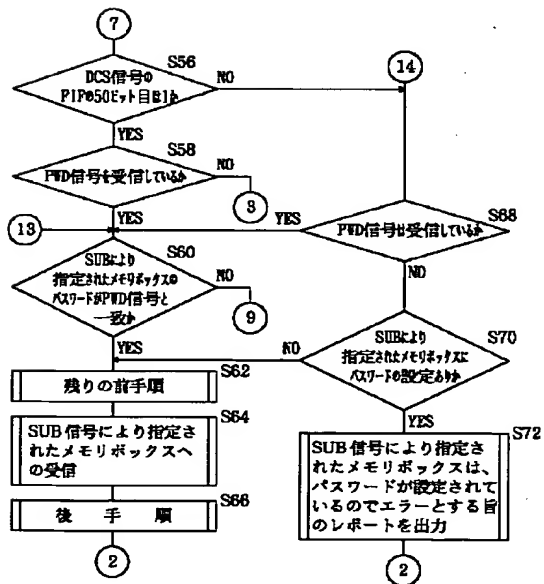 7
S56
DCS信号の
PIFの50ビット目は1か
NO
14
YES
S58
PWD信号を受信しているか
NO
3
YES
13
YES
S68
PWD信号は受信しているか
NO
S60
SUBにより
指定されたメモリボックスの
パスワードがPWD信号と
一致か
NO
9
YES
S70
SUBにより
指定されたメモリボックスに
パスワードの設定ありか
NO
YES
S62
残りの前手順
S64
SUB信号により指定され
たメモリボックスへ
の受信
S66
後 手 順
2
S72
SUB信号により指定さ
れたメモリボックスは、
パスワードが設定されて
いるのでエラーとする旨
のレポートを出力
2